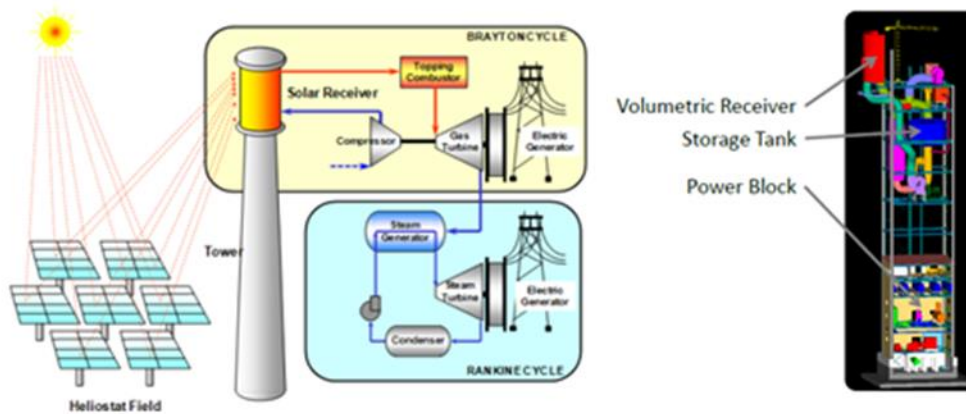 BRAYTONCYCLE
Topping
Combustor
Solar Receiver
Compressor
Gas
Turbine
Electric
Generator
Steam
Generator
Tower
Steam
Turbine
Electric
Generator
Condenser
RANKINECYCLE
Heliostat Field
Volumetric Receiver
Storage Tank
Power Block